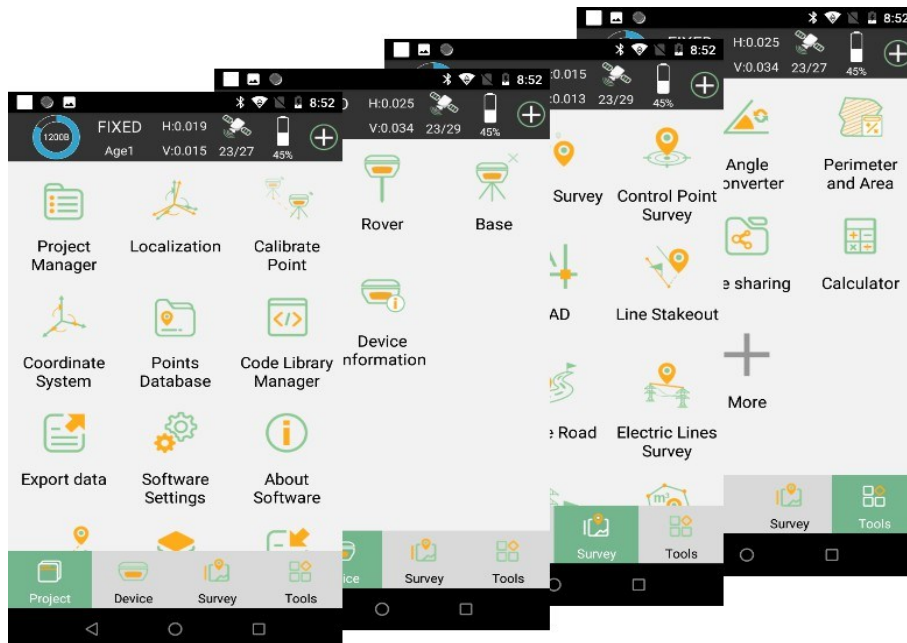 8:52
1200B
FIXED
H:0.019
Age1
V:0.015
23/27
45%
Project
Manager
Localization
Calibrate
Point
Coordinate
System
Points
Database
Code Library
Manager
Export data
Software
Settings
About
Software
Project
Device
Survey
Tools
8:52
H:0.025
V:0.034
23/29
45%
Rover
Base
Device
nformation
ice
Survey
Tools
8:52
:0.015
:0.013
23/29
45%
Survey
Control Point
Survey
AD
Line Stakeout
e Road
Electric Lines
Survey
m³
Survey
Tools
8:52
H:0.025
V:0.034
23/27
45%
Angle
onverter
Perimeter
and Area
e sharing
Calculator
More
Survey
Tools